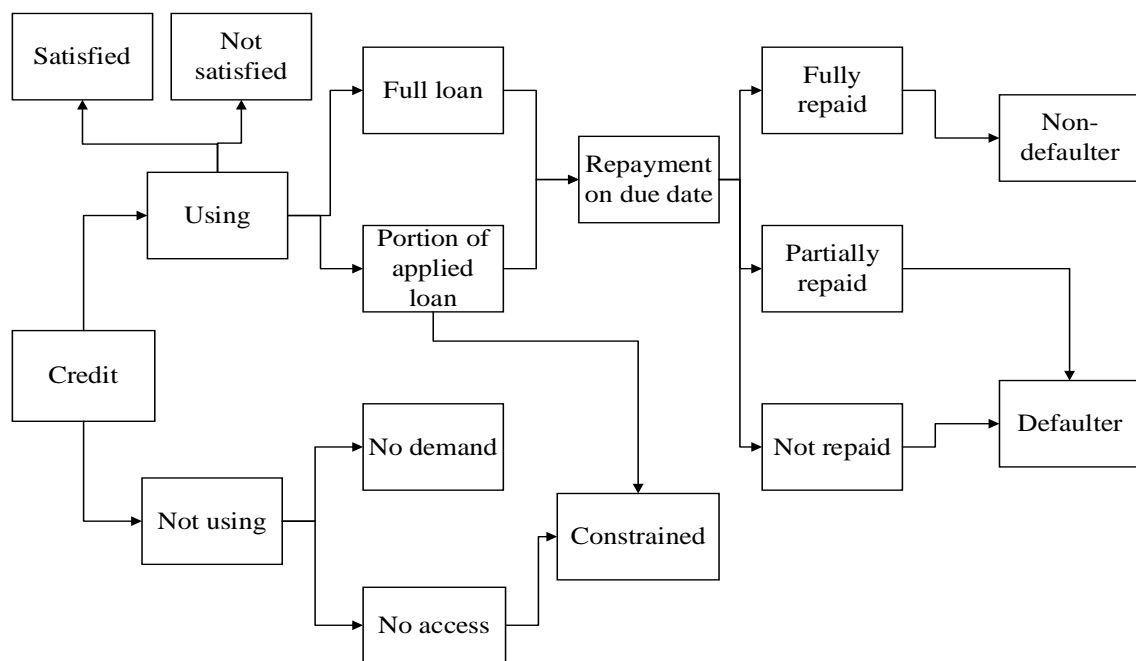 Satisfied
Not
satisfied
Full loan
Fully
repaid
Non-
defaulter
Repayment
on due date
Using
Portion of
applied
loan
Partially
repaid
Credit
No demand
Not repaid
Defaulter
Not using
Constrained
No access